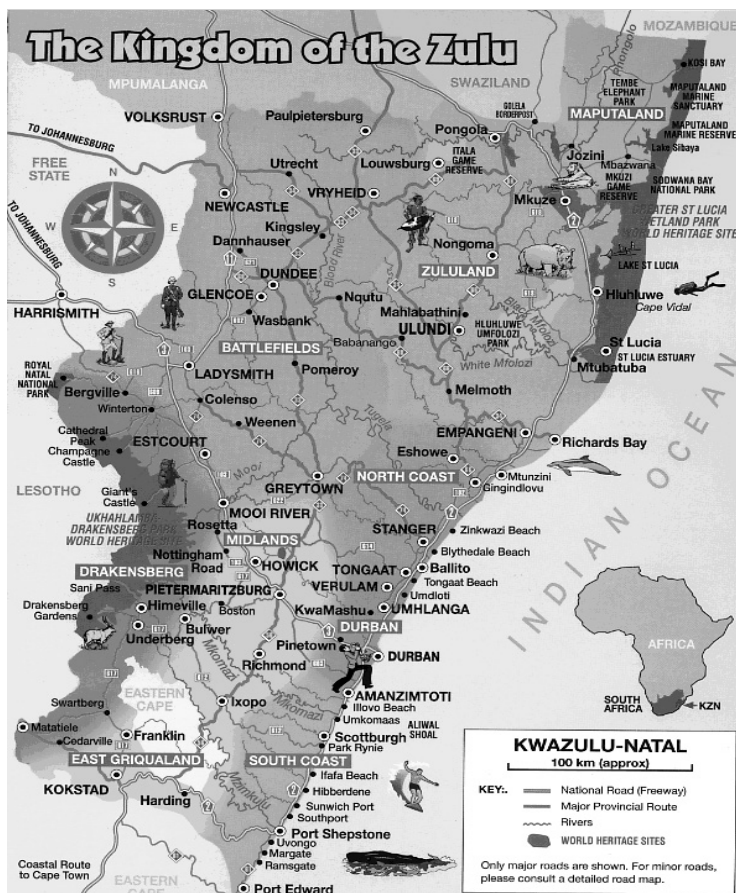 The Kingdom of the Zulu
MOZAMBIQUE
MPUMALANGA
SWAZILAND
Phongolo
KOSI BAY
TEMBE
ELEPHANT
PARK
MAPUTALAND
MARINE
SANCTUARY
GOLELA
BORDERPOST
MAPUTALAND
VOLKSRUST
Paulpietersburg
Pongola
MAPUTALAND
MARINE RESERVE
TO JOHANNESBURG
Jozini
Lake Sibaya
Mbazwana
FREE
STATE
Utrecht
Louwsburg
ITALA
GAME
RESERVE
MKUZI
GAME
RESERVE
SODWANA BAY
NATIONAL PARK
N
W
E
S
TO JOHANNESBURG
NEWCASTLE
VRYHEID
Mkuze
GREATER ST LUCIA
WETLAND PARK
WORLD HERITAGE SITE
Kingsley
Dannhauser
Blood River
Nongoma
ZULULAND
LAKE ST LUCIA
DUNDEE
GLENCOE
Nqutu
Hluhluwe
Cape Vidal
HARRISMITH
Wasbank
Mahlabathini
Black Mfolozi
ULUNDI
HLUHLUWE
UMFOLOZI
PARK
BATTLEFIELDS
Babanango
St Lucia
ST LUCIA ESTUARY
ROYAL
NATAL
NATIONAL
PARK
LADYSMITH
Pomeroy
White Mfolozi
Mtubatuba
Bergville
Colenso
Melmoth
Winterton
Tugela
Weenen
EMPANGENI
Richards Bay
Cathedral
Peak
Champagne
Castle
ESTCOURT
Eshowe
Mooi
LESOTHO
Giant's
Castle
GREYTOWN
NORTH COAST
Mtunzini
Gingindlovu
UKHAHLAMBA
DRAKENSBERG PARK
WORLD HERITAGE SITE
MOOI RIVER
Rosetta
MIDLANDS
STANGER
Zinkwazi Beach
Nottingham
Road
HOWICK
Blythedale Beach
DRAKENSBERG
TONGAAT
Ballito
Sani Pass
PIETERMARITZBURG
VERULAM
Tongaat Beach
Umdloti
Drakensberg
Gardens
Himeville
Boston
KwaMashu
UMHLANGA
Underberg
Bulwer
DURBAN
Pinetown
DURBAN
Mkomazi
Richmond
INDIAN OCEAN
AFRICA
EASTERN
CAPE
Mkomazi
AMANZIMTOTI
Illovo Beach
SOUTH
AFRICA
KZN
Swartberg
Ixopo
Umkomaas
ALIWAL
SHOAL
Matatiele
Cedarville
Franklin
Scottburgh
Park Rynie
EAST GRIQUALAND
SOUTH COAST
KOKSTAD
Ifafa Beach
Hibberdene
Harding
Sunwich Port
Southport
Port Shepstone
Uvongo
Margate
Ramsgate
Coastal Route
to Cape Town
EASTERN
CAPE
Port Edward
KWAZULU-NATAL
100 km (approx)
KEY:-
National Road (Freeway)
Major Provincial Route
Rivers
WORLD HERITAGE SITES
Only major roads are shown. For minor roads,
please consult a detailed road map.